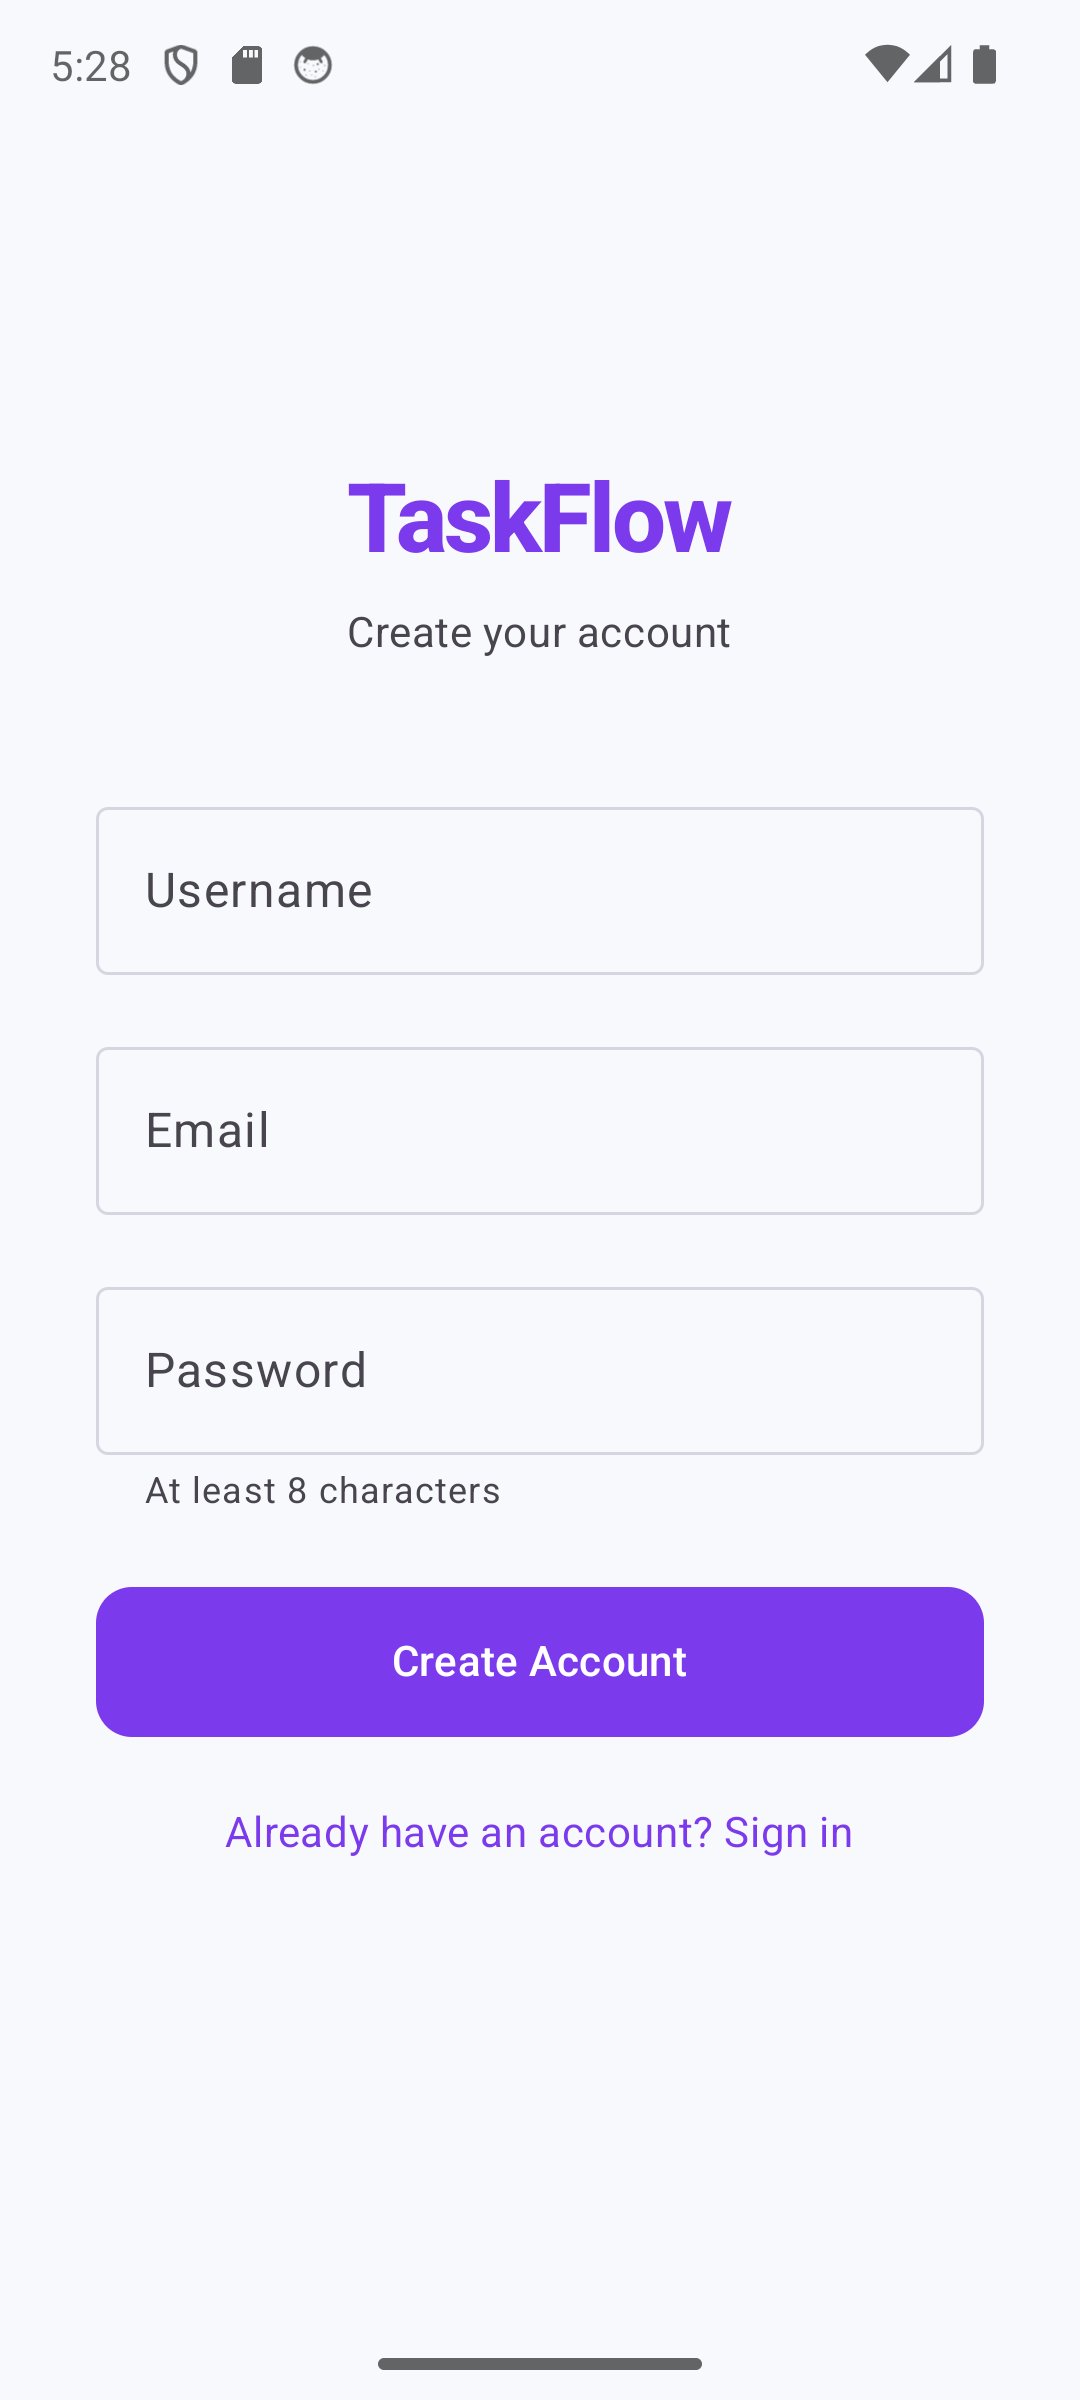 5:28
TaskFlow
Create your account
Username
Email
Password
At least 8 characters
Create Account
Already have an account? Sign in